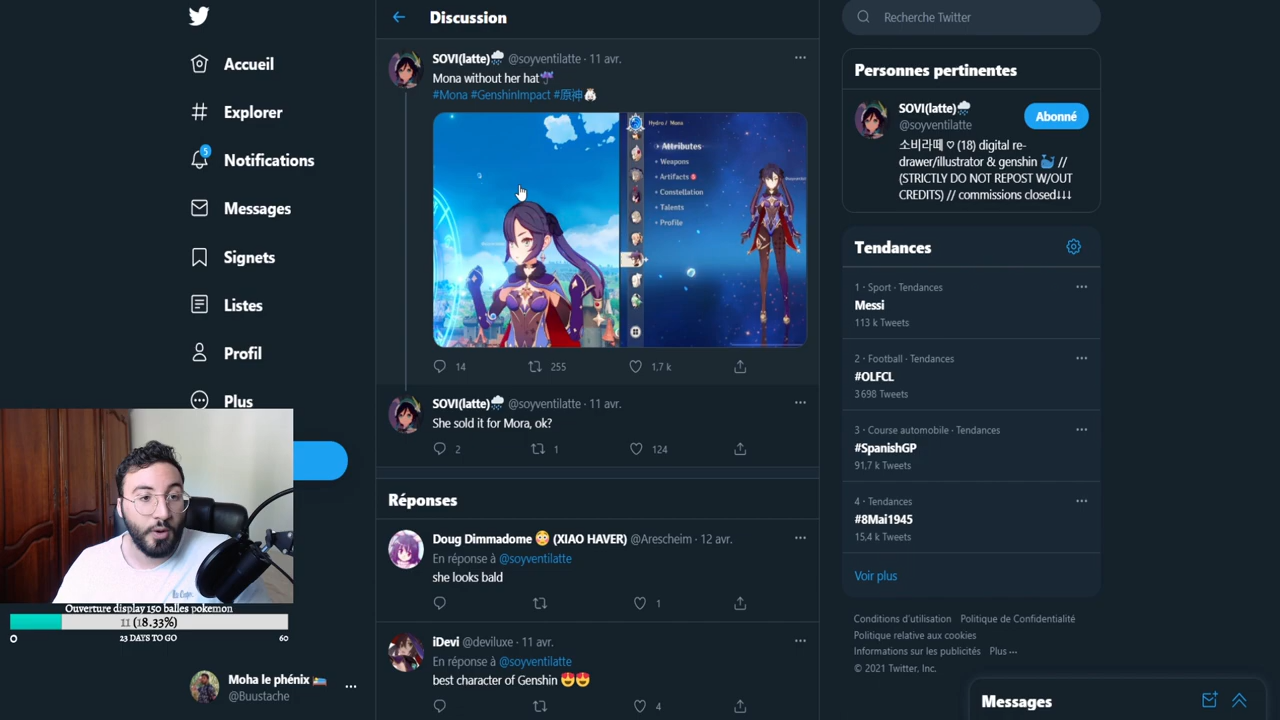 Accueil
Explorer
5
Notifications
Messages
Signets
Listes
Profil
Plus
Ouverture display 150 balles pokemon
11 (18.33%)
0
23 DAYS TO GO
60
Moha le phénix
@Buustache
Discussion
SOVI(latte) @soyventilatte · 11 avr.
Mona without her hat
#Mona #GenshinImpact #原神
Hydro / Mona
Attributes
Weapons
Artifacts
Constellation
Talents
Profile
14
255
1,7 k
SOVI(latte) @soyventilatte · 11 avr.
She sold it for Mora, ok?
2
1
124
Réponses
Doug Dimmadome 😳 (XIAO HAVER) @Arescheim · 12 avr.
En réponse à @soyventilatte
she looks bald
1
iDevi @deviluxe · 11 avr.
En réponse à @soyventilatte
best character of Genshin 😍😍
4
Recherche Twitter
Personnes pertinentes
SOVI(latte)
@soyventilatte
Abonné
소비라떼 ♡ (18) digital re-
drawer/illustrator & genshin 🐳 //
(STRICTLY DO NOT REPOST W/OUT
CREDITS) // commissions closed↓↓↓
Tendances
1 · Sport · Tendances
Messi
113 k Tweets
2 · Football · Tendances
#OLFCL
3 698 Tweets
3 · Course automobile · Tendances
#SpanishGP
91,7 k Tweets
4 · Tendances
#8Mai1945
15,4 k Tweets
Voir plus
Conditions d'utilisation Politique de Confidentialité
Politique relative aux cookies
Informations sur les publicités Plus ···
© 2021 Twitter, Inc.
Messages